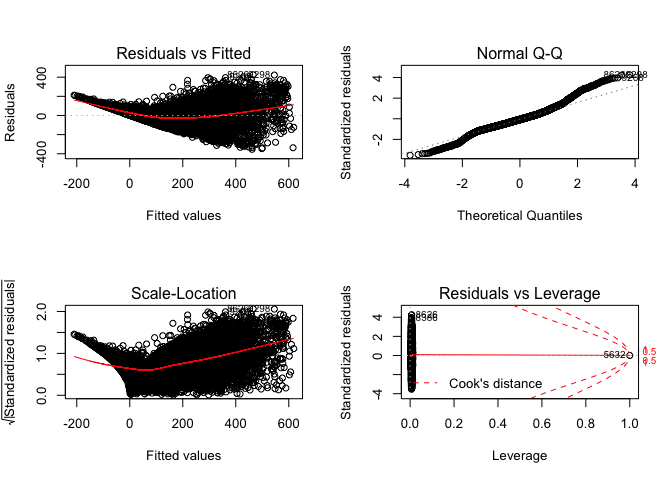 Residuals vs Fitted
Residuals
400
0
-400
-200
0
200
400
600
Fitted values
Normal Q-Q
Standardized residuals
4
2
-2
-4
-2
0
2
4
Theoretical Quantiles
Scale-Location
√|Standardized residuals|
2.0
1.0
0.0
-200
0
200
400
600
Fitted values
Residuals vs Leverage
Standardized residuals
4
2
0
-4
5632
Cook's distance
1
0.5
0.5
0.0
0.2
0.4
0.6
0.8
1.0
Leverage